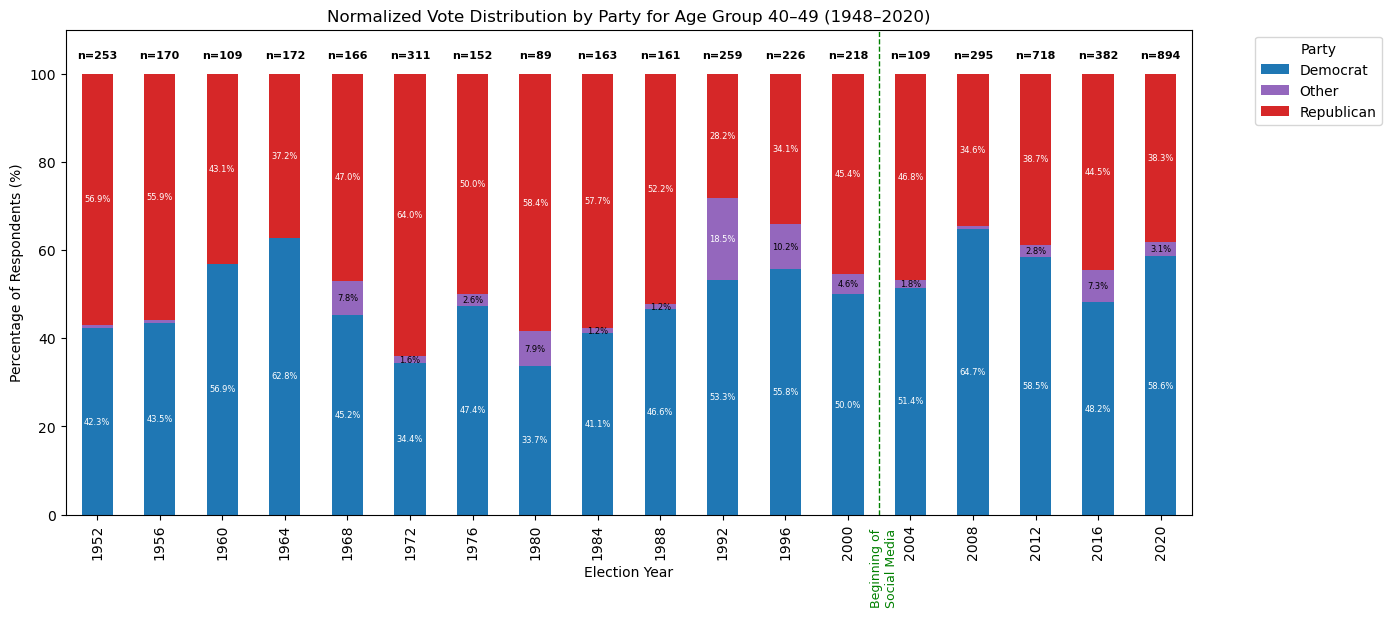 Normalized Vote Distribution by Party for Age Group 40–49 (1948–2020)
Party
Democrat
Other
Republican
n=253 n=170 n=109 n=172 n=166 n=311 n=152 n=89 n=163 n=161 n=259 n=226 n=218 n=109 n=295 n=718 n=382 n=894
Percentage of Respondents (%)
100
80
60
40
20
0
56.9% 55.9% 43.1% 37.2% 47.0% 64.0% 50.0% 58.4% 57.7% 52.2% 28.2% 34.1% 45.4% 46.8% 34.6% 38.7% 44.5% 38.3%
7.8% 1.6% 2.6% 7.9% 1.2% 1.2% 18.5% 10.2% 4.6% 1.8% 2.8% 7.3% 3.1%
42.3% 43.5% 56.9% 62.8% 45.2% 34.4% 47.4% 33.7% 41.1% 46.6% 53.3% 55.8% 50.0% 51.4% 64.7% 58.5% 48.2% 58.6%
1952 1956 1960 1964 1968 1972 1976 1980 1984 1988 1992 1996 2000 2004 2008 2012 2016 2020
Beginning of
Social Media
Election Year